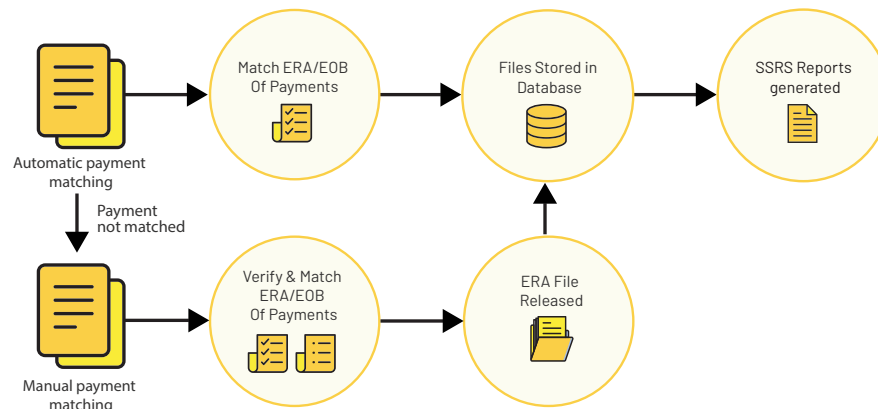 Match ERA/EOB
Of Payments
Files Stored in
Database
SSRS Reports
generated
Automatic payment
matching
Payment
not matched
Verify & Match
ERA/EOB
Of Payments
ERA File
Released
Manual payment
matching